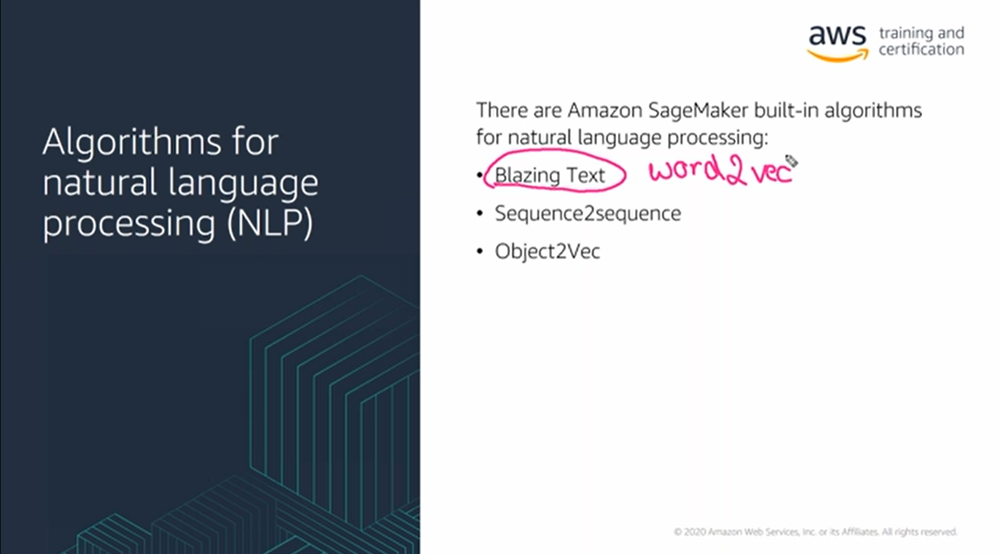 Algorithms for
natural language
processing (NLP)
aws training and
certification
There are Amazon SageMaker built-in algorithms
for natural language processing:
• Blazing Text word2vec
• Sequence2sequence
• Object2Vec
© 2020 Amazon Web Services, Inc. or its Affiliates. All rights reserved.